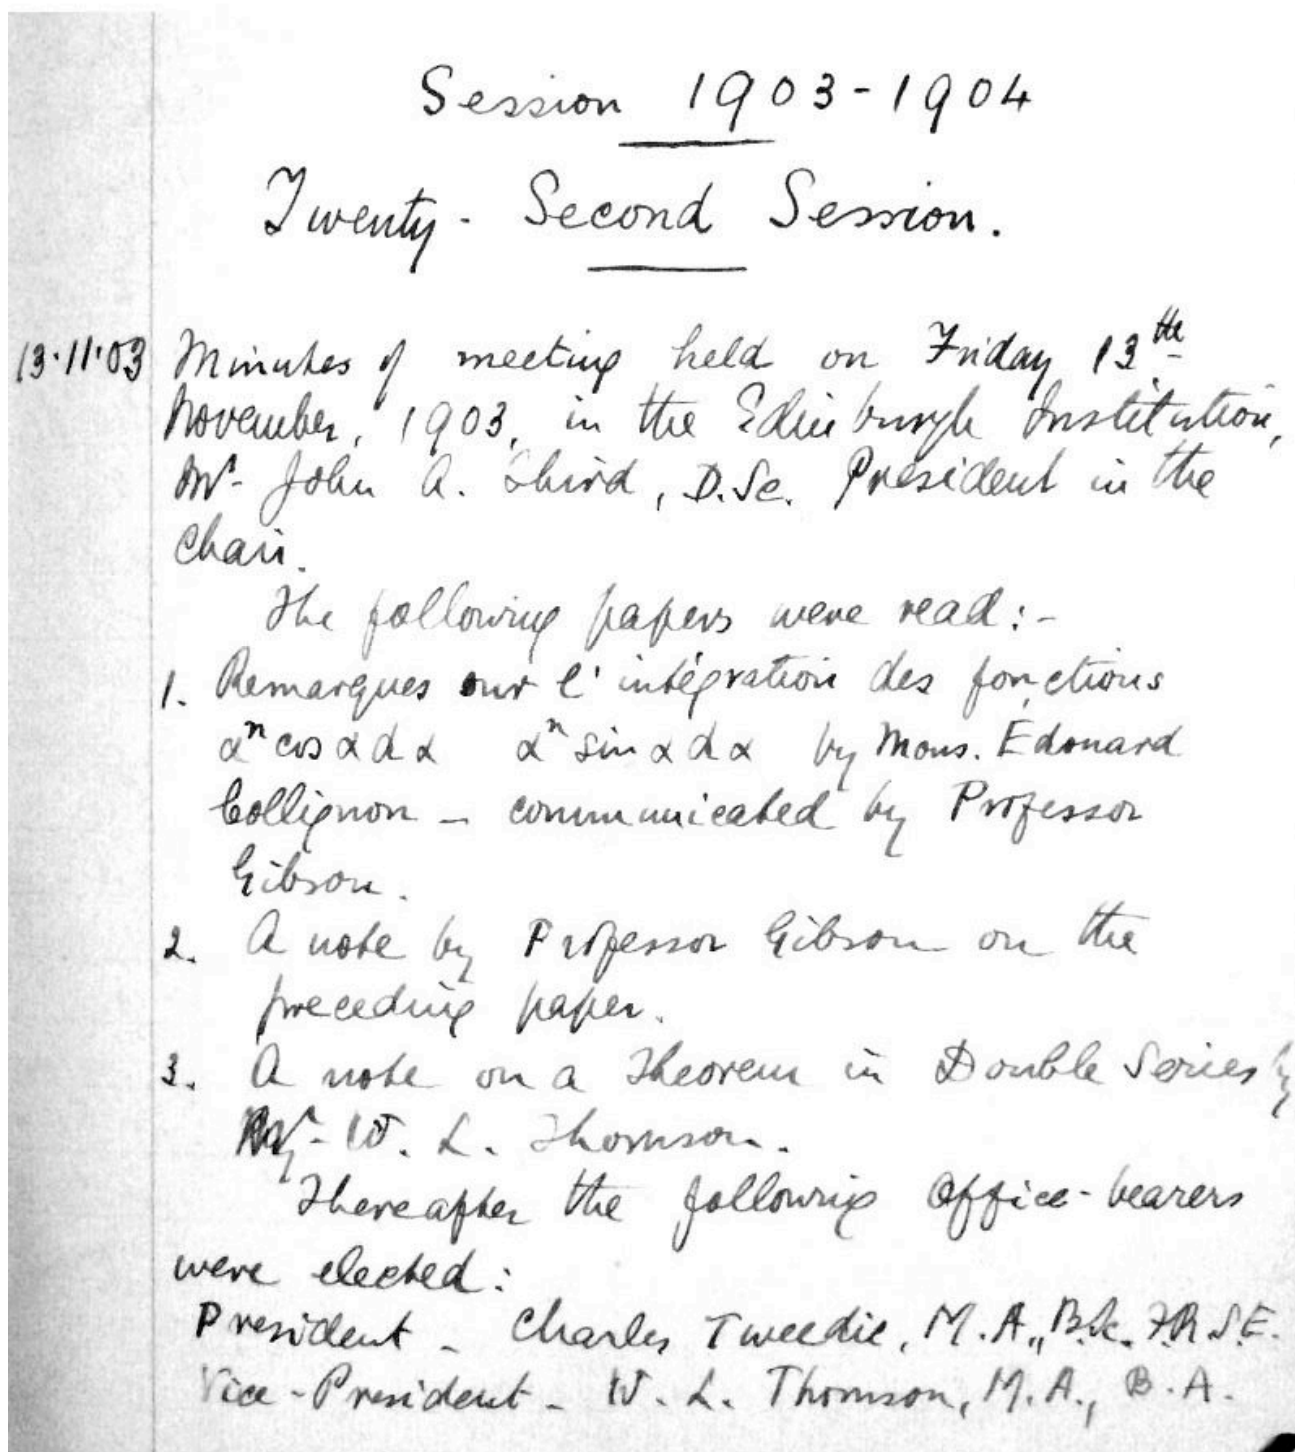 Session 1903-1904
Twenty-Second Session.
13·11·03 Minutes of meeting held on Friday 13th
November, 1903, in the Edinburgh Institution,
Mr. John A. Third, D.Sc. President in the
Chair.
The following papers were read:-
1. Remarques sur l'intégration des fonctions
αⁿ cos α d α αⁿ sin α d α by Mons. Édouard
Collignon - communicated by Professor
Gibson.
2. A note by Professor Gibson on the
preceding paper.
3. A note on a Theorem in Double Series by
Mr. W. L. Thomson.
Thereafter the following Office-bearers
were elected:
President - Charles Tweedie, M.A., B.Sc. F.R.S.E.
Vice-President - W. L. Thomson, M.A., B.A.